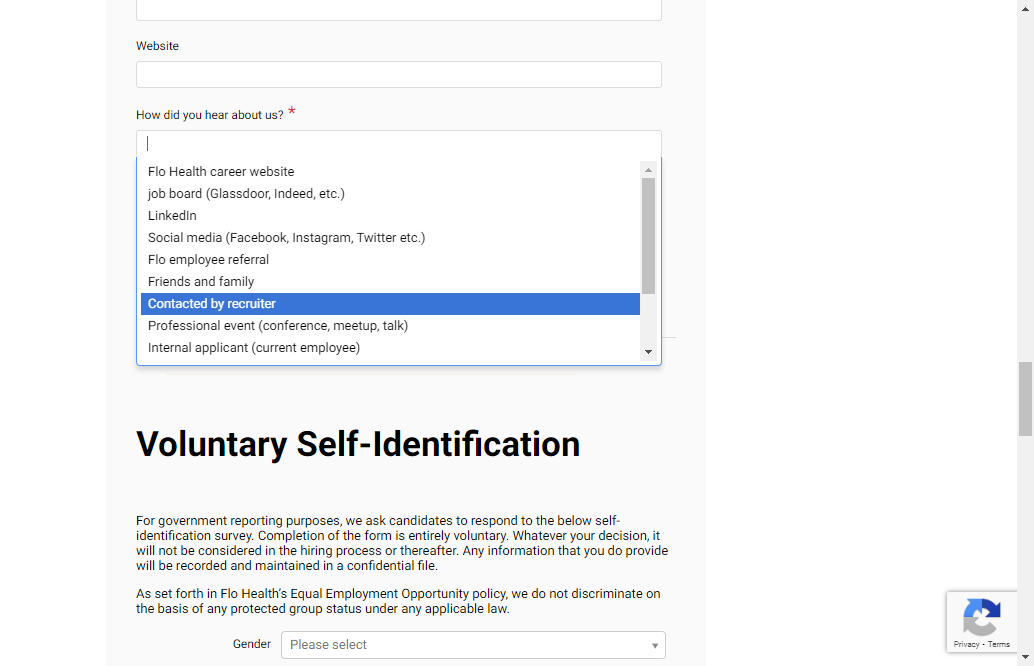 Website
How did you hear about us? *
Flo Health career website
job board (Glassdoor, Indeed, etc.)
LinkedIn
Social media (Facebook, Instagram, Twitter etc.)
Flo employee referral
Friends and family
Contacted by recruiter
Professional event (conference, meetup, talk)
Internal applicant (current employee)
Voluntary Self-Identification
For government reporting purposes, we ask candidates to respond to the below self-
identification survey. Completion of the form is entirely voluntary. Whatever your decision, it
will not be considered in the hiring process or thereafter. Any information that you do provide
will be recorded and maintained in a confidential file.
As set forth in Flo Health’s Equal Employment Opportunity policy, we do not discriminate on
the basis of any protected group status under any applicable law.
Gender Please select
Privacy - Terms